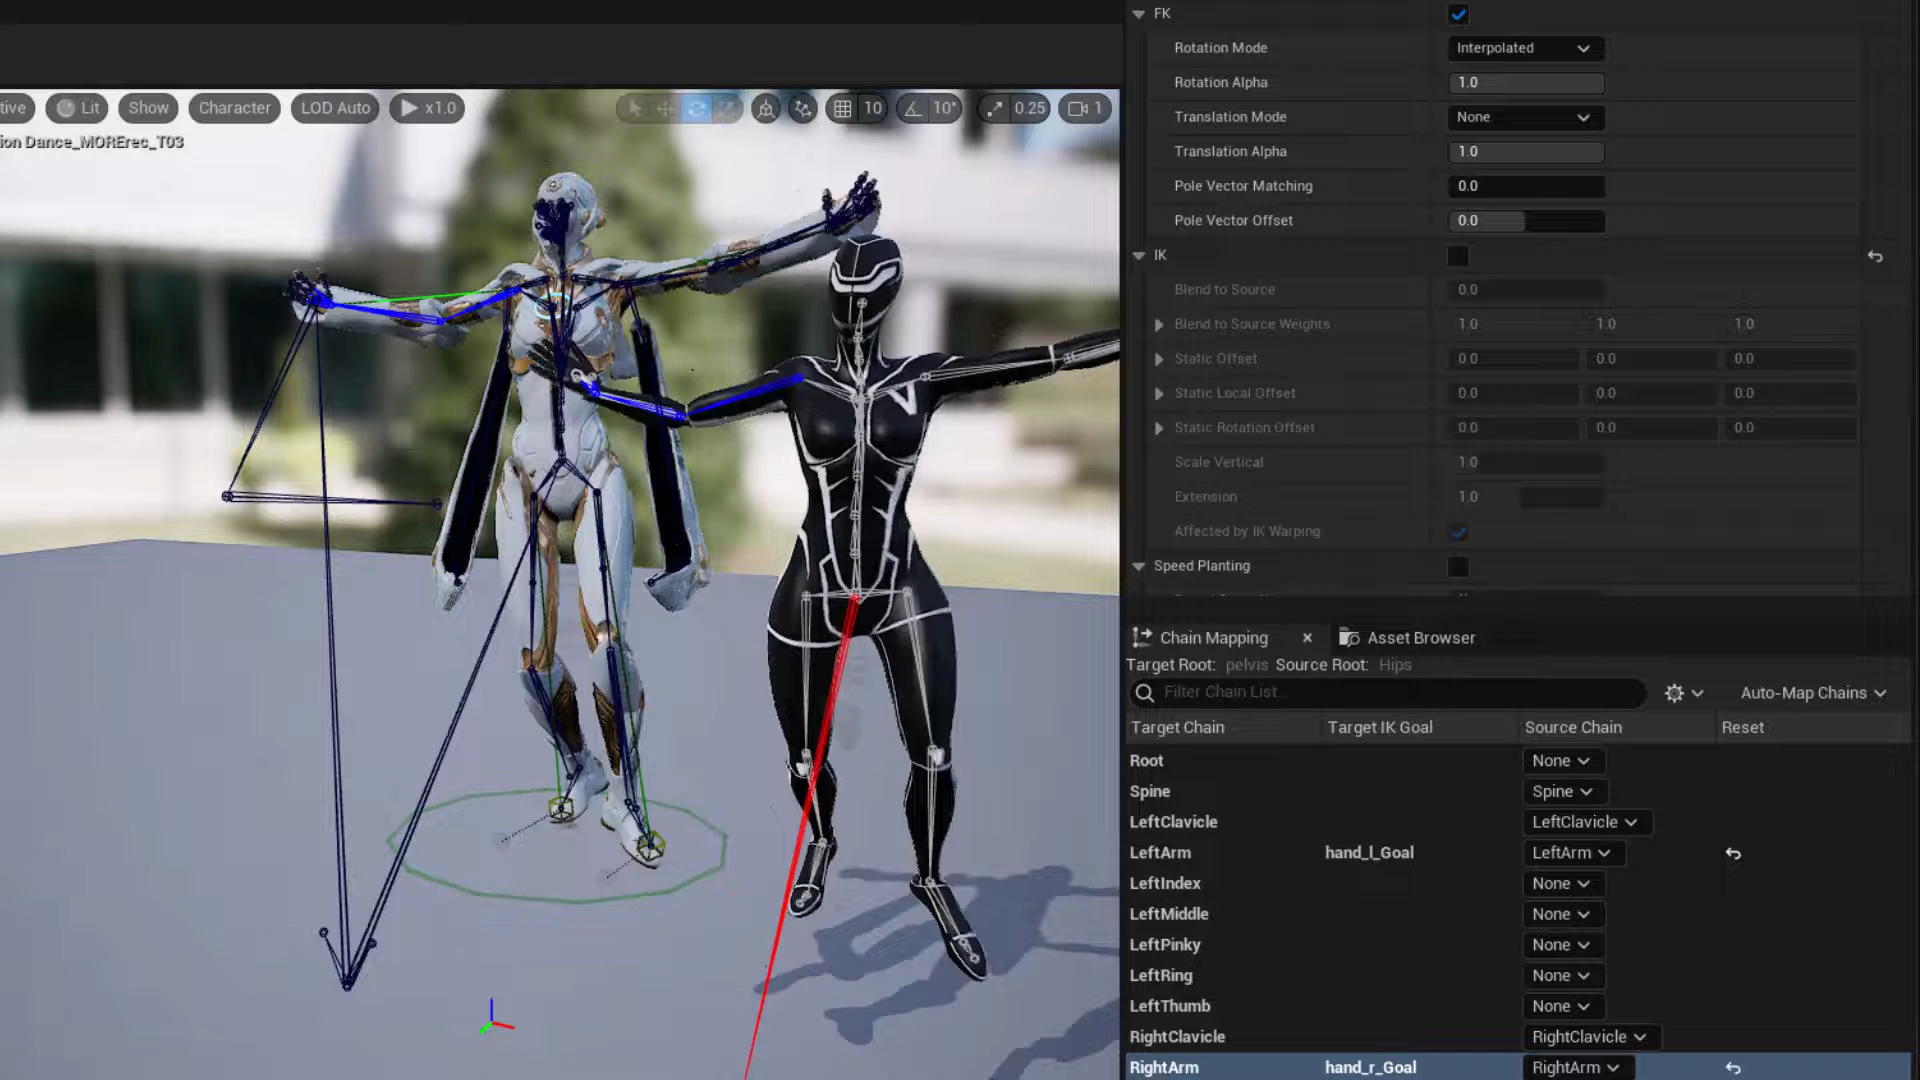 tive Lit Show Character LOD Auto x1.0 10 10° 0.25 1
ion Dance_MORErec_T03
FK
Rotation Mode Interpolated
Rotation Alpha 1.0
Translation Mode None
Translation Alpha 1.0
Pole Vector Matching 0.0
Pole Vector Offset 0.0
IK
Blend to Source 0.0
Blend to Source Weights 1.0 1.0 1.0
Static Offset 0.0 0.0 0.0
Static Local Offset 0.0 0.0 0.0
Static Rotation Offset 0.0 0.0 0.0
Scale Vertical 1.0
Extension 1.0
Affected by IK Warping
Speed Planting
Chain Mapping × Asset Browser
Target Root: pelvis Source Root: Hips
Filter Chain List... Auto-Map Chains
Target Chain Target IK Goal Source Chain Reset
Root None
Spine Spine
LeftClavicle LeftClavicle
LeftArm hand_l_Goal LeftArm
LeftIndex None
LeftMiddle None
LeftPinky None
LeftRing None
LeftThumb None
RightClavicle RightClavicle
RightArm hand_r_Goal RightArm